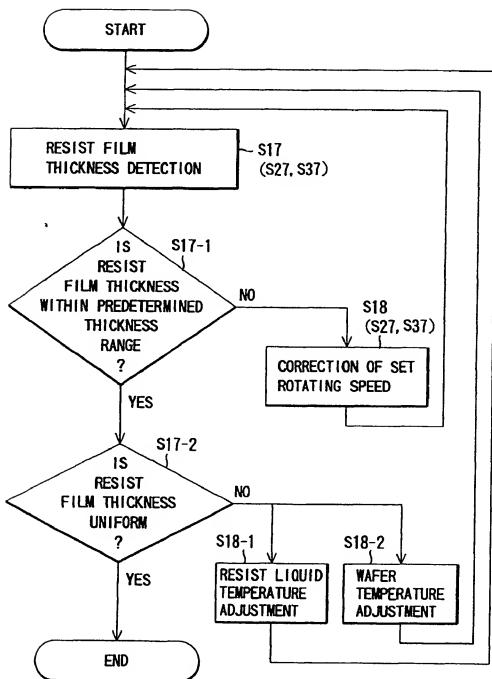 START
RESIST FILM
THICKNESS DETECTION
S17
(S27, S37)
S17-1
IS
RESIST
FILM THICKNESS
WITHIN PREDETERMINED
THICKNESS
RANGE
?
NO
YES
S18
(S27, S37)
CORRECTION OF SET
ROTATING SPEED
S17-2
IS
RESIST
FILM THICKNESS
UNIFORM
?
NO
YES
S18-1
RESIST LIQUID
TEMPERATURE
ADJUSTMENT
S18-2
WAFER
TEMPERATURE
ADJUSTMENT
END